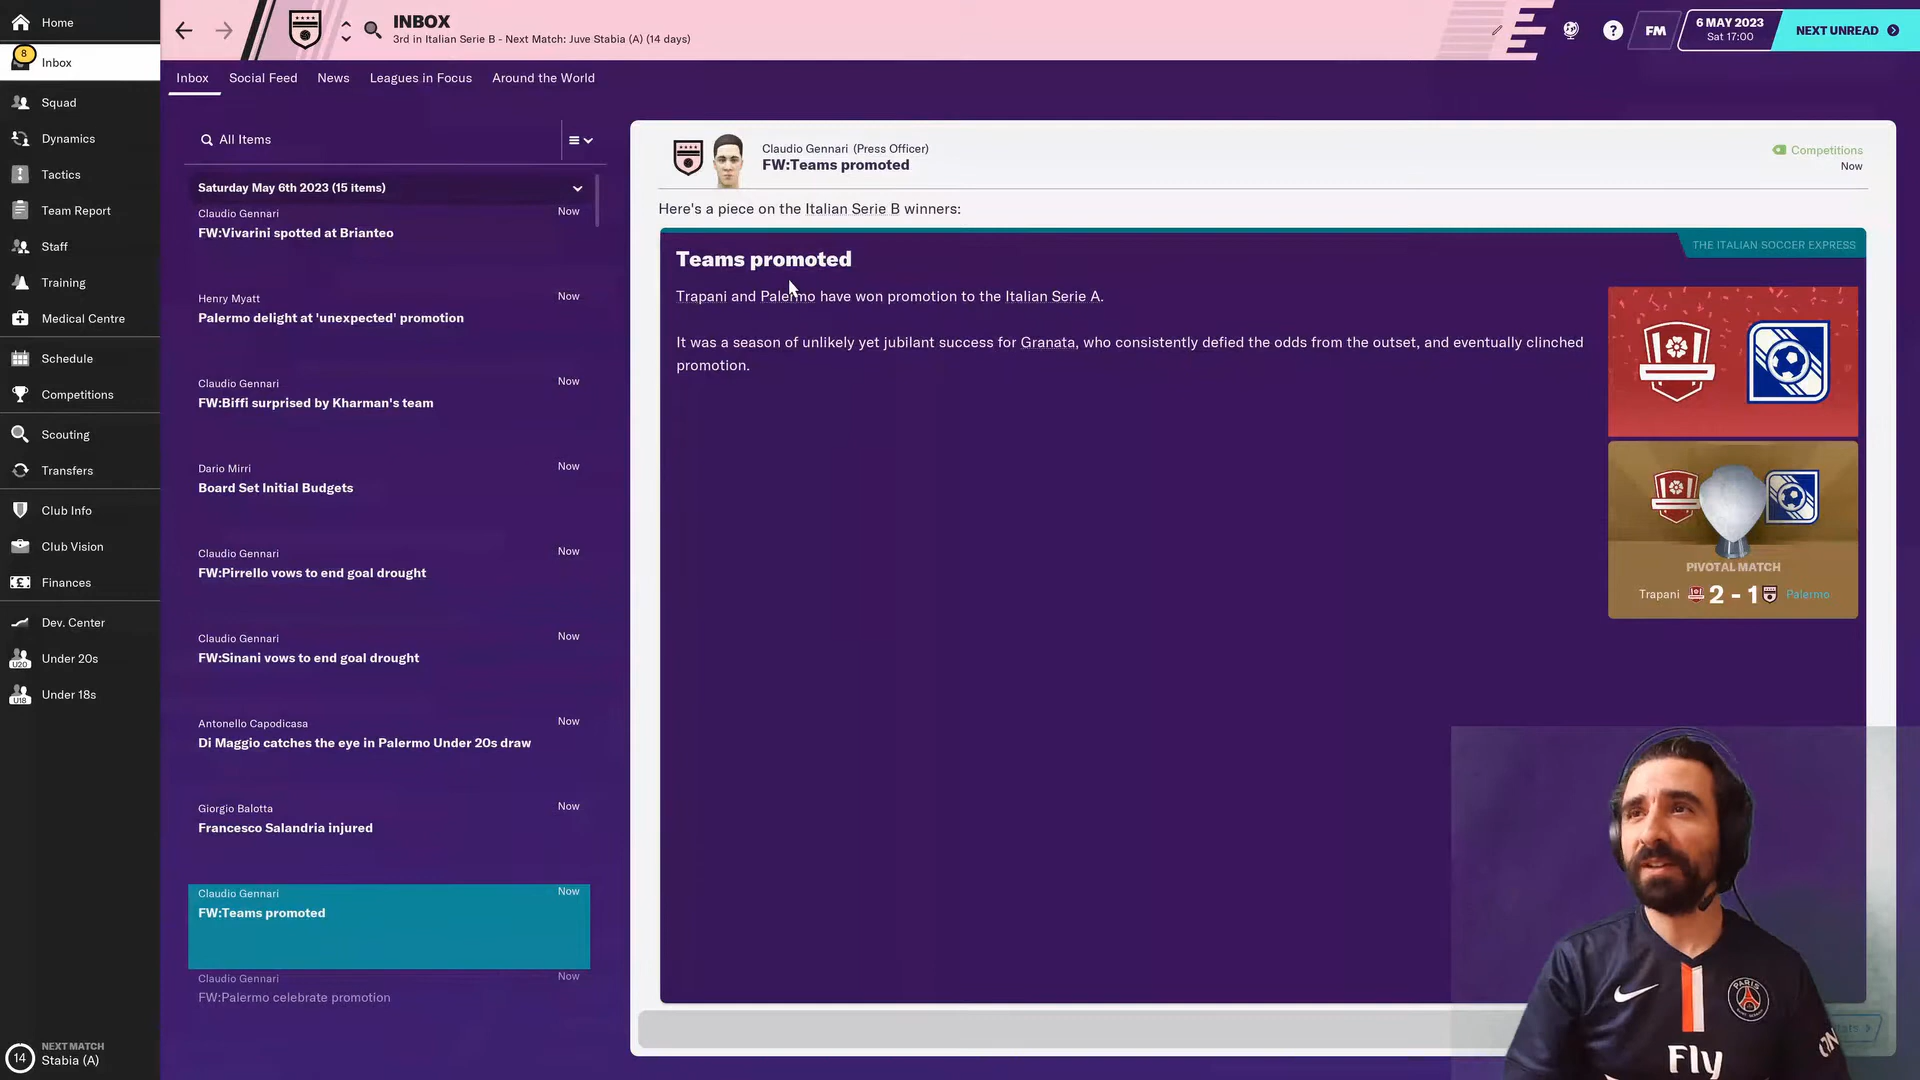 Home
8
Inbox
Squad
Dynamics
Tactics
Team Report
Staff
Training
Medical Centre
Schedule
Competitions
Scouting
Transfers
Club Info
Club Vision
Finances
Dev. Center
U20
Under 20s
U18
Under 18s
14
NEXT MATCH
Stabia (A)
INBOX
3rd in Italian Serie B - Next Match: Juve Stabia (A) (14 days)
?
FM
6 MAY 2023
Sat 17:00
NEXT UNREAD
Inbox
Social Feed
News
Leagues in Focus
Around the World
All Items
Saturday May 6th 2023 (15 items)
Claudio Gennari
Now
FW:Vivarini spotted at Brianteo
Henry Myatt
Now
Palermo delight at 'unexpected' promotion
Claudio Gennari
Now
FW:Biffi surprised by Kharman's team
Dario Mirri
Now
Board Set Initial Budgets
Claudio Gennari
Now
FW:Pirrello vows to end goal drought
Claudio Gennari
Now
FW:Sinani vows to end goal drought
Antonello Capodicasa
Now
Di Maggio catches the eye in Palermo Under 20s draw
Giorgio Balotta
Now
Francesco Salandria injured
Claudio Gennari
Now
FW:Teams promoted
Claudio Gennari
Now
FW:Palermo celebrate promotion
Claudio Gennari (Press Officer)
FW:Teams promoted
Competitions
Now
Here's a piece on the Italian Serie B winners:
THE ITALIAN SOCCER EXPRESS
Teams promoted
Trapani and Palermo have won promotion to the Italian Serie A.
It was a season of unlikely yet jubilant success for Granata, who consistently defied the odds from the outset, and eventually clinched
promotion.
PIVOTAL MATCH
Trapani 2 - 1 Palermo
PARIS
Fly